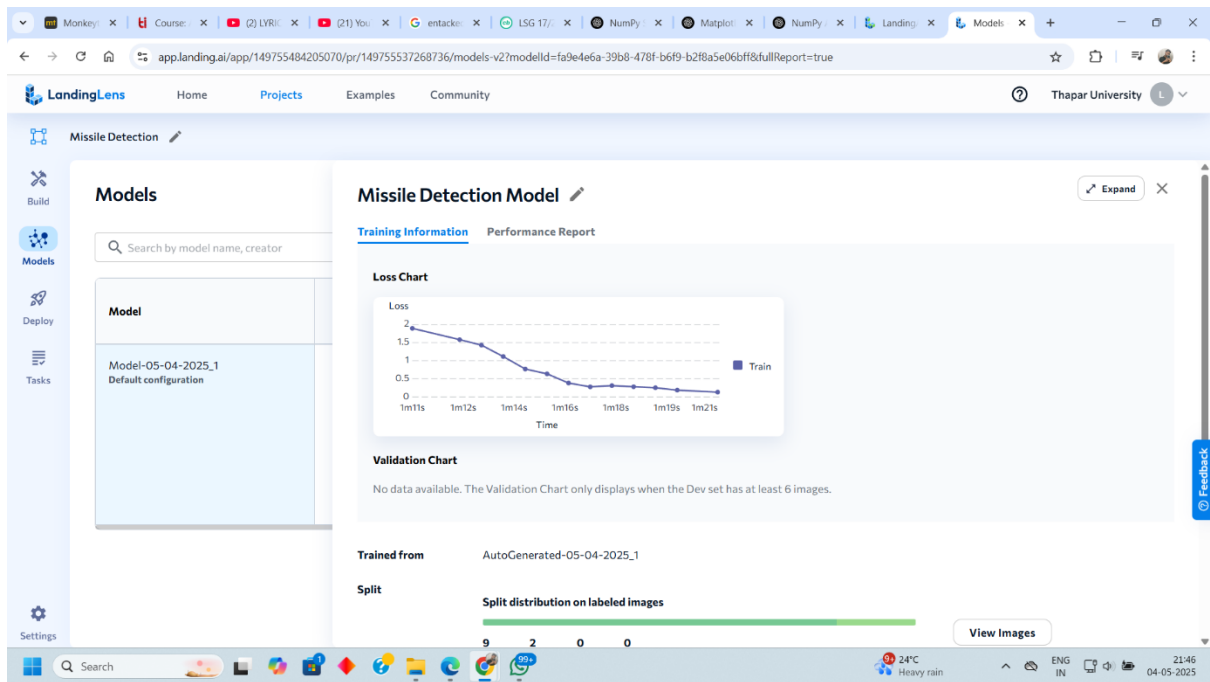 Monkeyt
Course:
(2) LYRIC
(21) You
entacke
LSG 17/
NumPy
Matplotl
NumPy
Landing
Models
app.landing.ai/app/149755484205070/pr/149755537268736/models-v2?modelId=fa9e4e6a-39b8-478f-b6f9-b2f8a5e06bff&fullReport=true
LandingLens
Home
Projects
Examples
Community
Thapar University
L
Missile Detection
Build
Models
Deploy
Tasks
Settings
Models
Search by model name, creator
Model
Model-05-04-2025_1
Default configuration
Missile Detection Model
Expand
Training Information
Performance Report
Loss Chart
Loss
2
1.5
1
0.5
0
1m11s 1m12s 1m14s 1m16s 1m18s 1m19s 1m21s
Time
Train
Validation Chart
No data available. The Validation Chart only displays when the Dev set has at least 6 images.
Trained from
AutoGenerated-05-04-2025_1
Split
Split distribution on labeled images
9 2 0 0
View Images
Feedback
Search
99+
24°C
Heavy rain
ENG
IN
21:46
04-05-2025